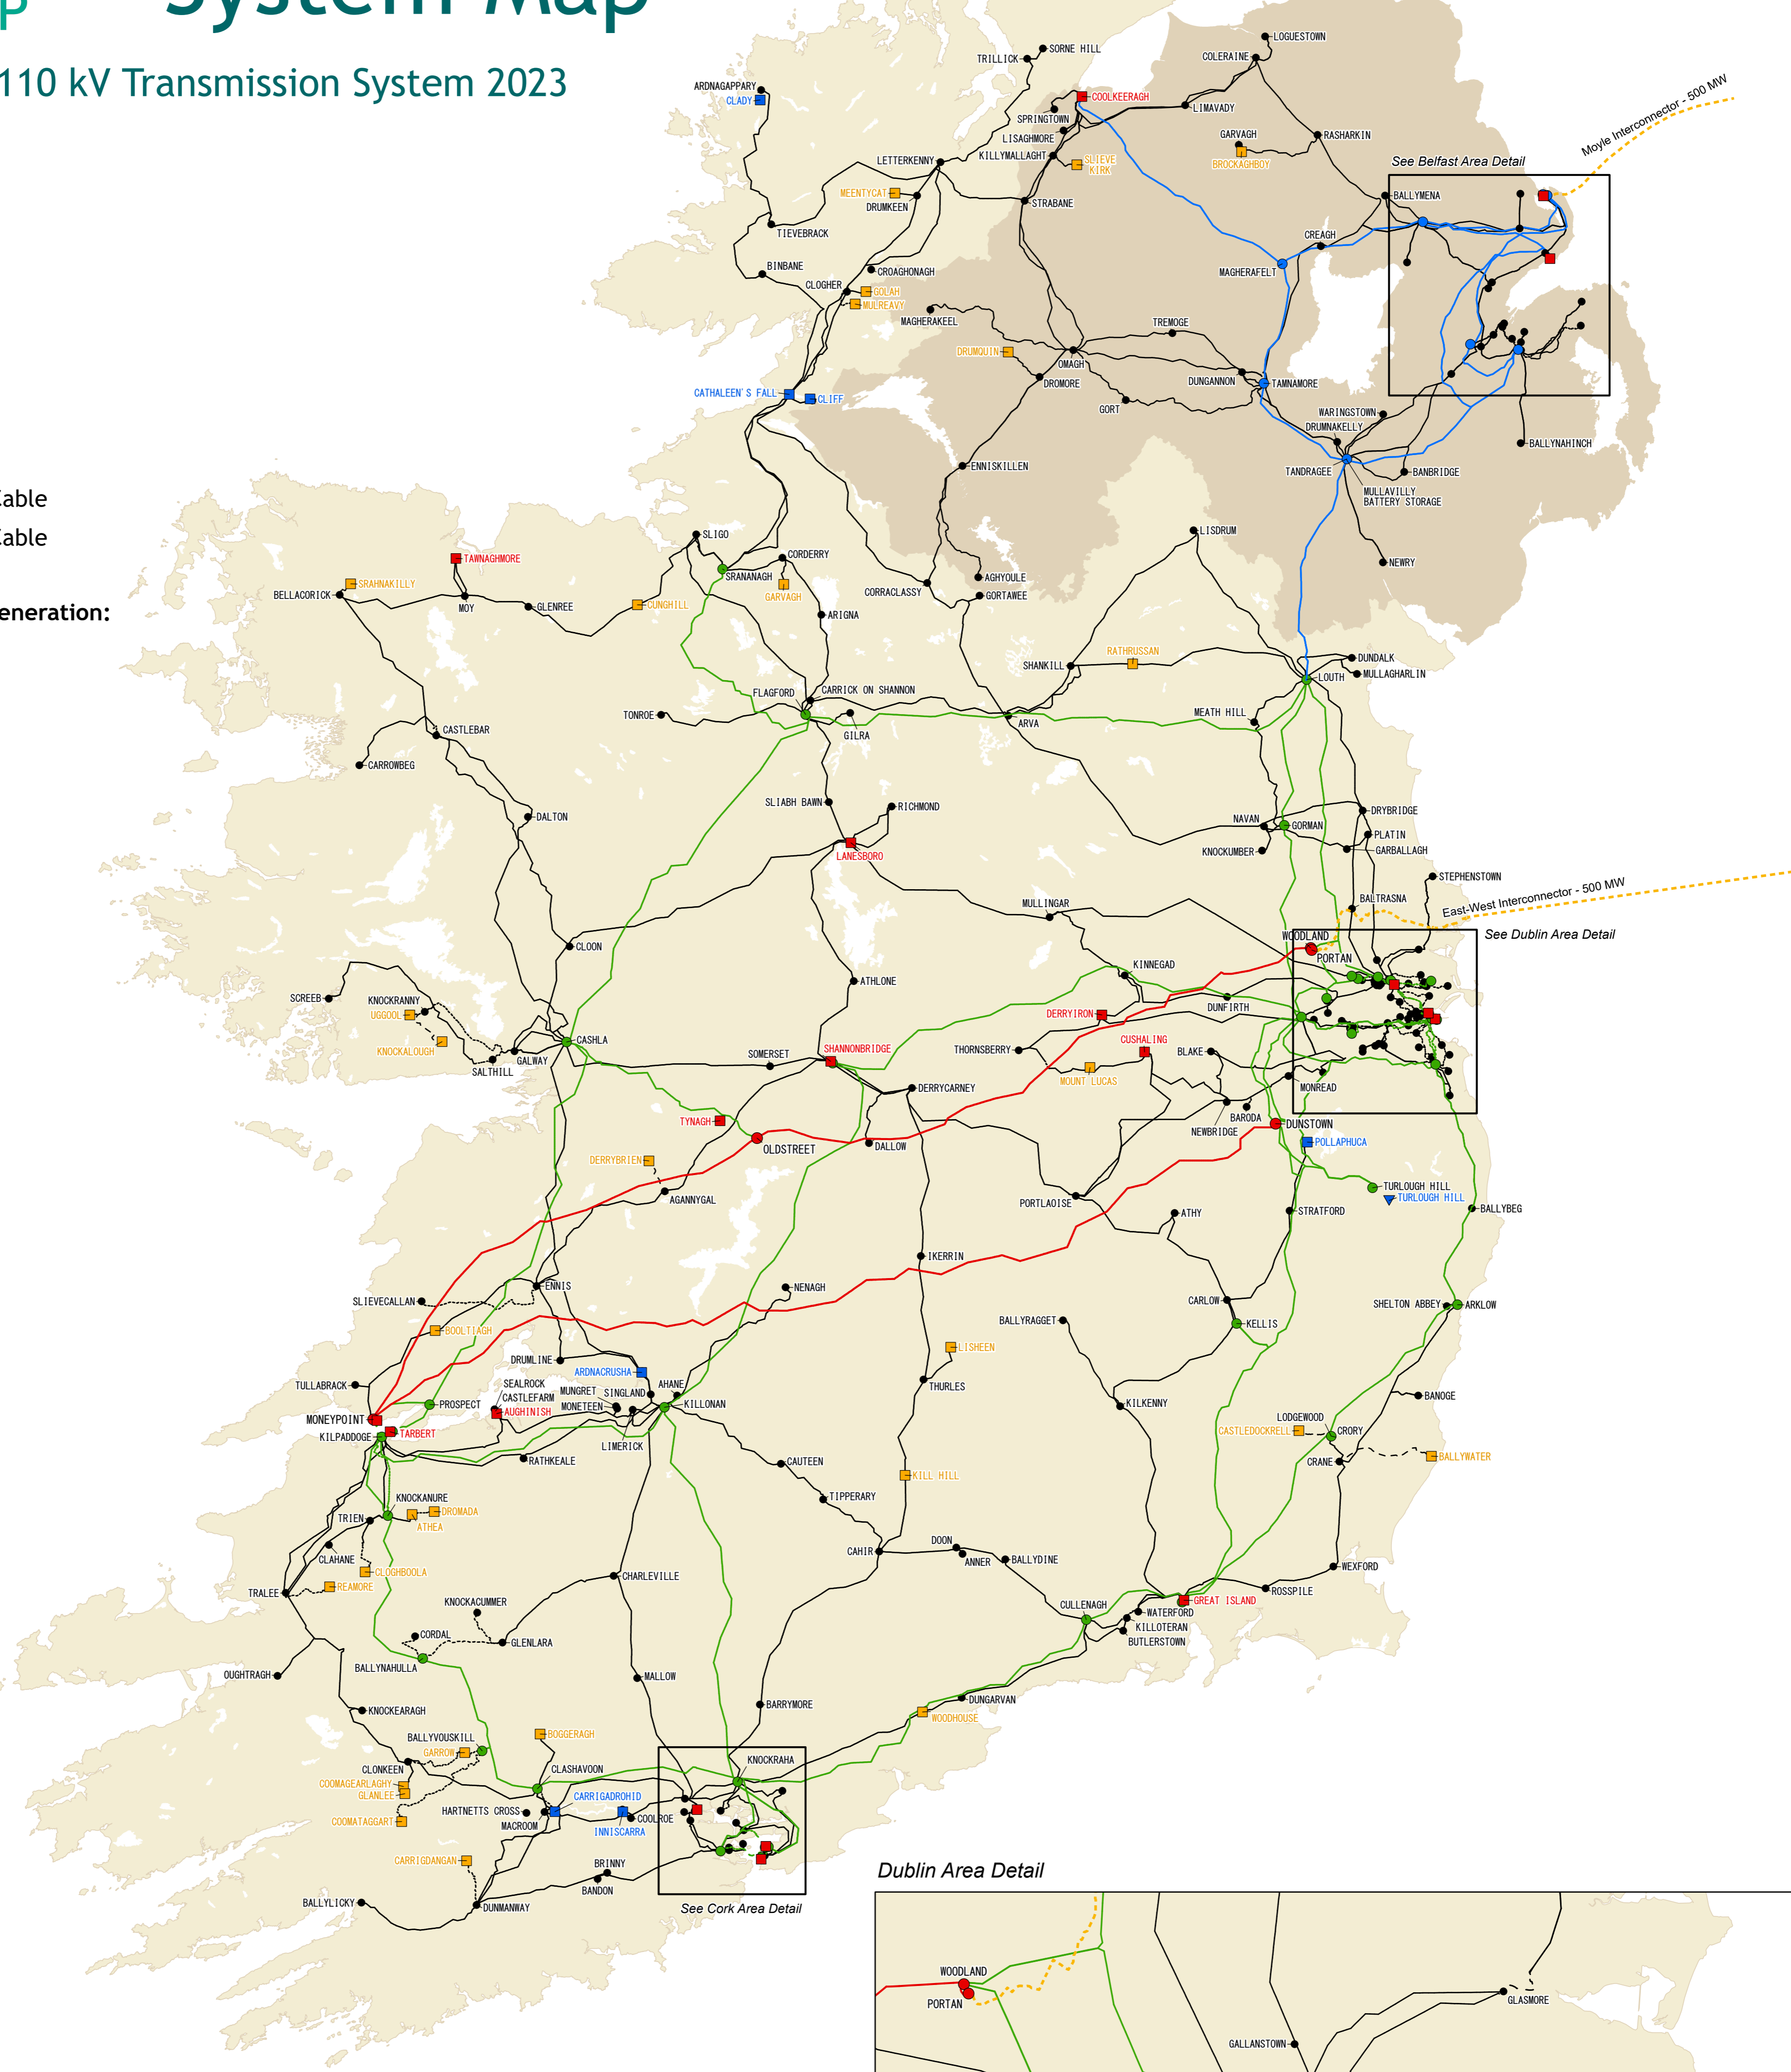 System Map
110 kV Transmission System 2023
Cable
Cable
eneration:
LOGUESTOWN
SORNE HILL
TRILLICK
COLERAINE
Moyle Interconnector - 500 MW
ARDNAGAPPARY
CLADY
COOLKEERAGH
LIMAVADY
SPRINGTOWN
LISAGHMORE
GARVAGH
RASHARKIN
KILLYMALLAGHT
SLIEVE
KIRK
BROCKAGHBOY
See Belfast Area Detail
LETTERKENNY
MEENTYCAT
DRUMKEEN
STRABANE
BALLYMENA
TIEVEBRACK
CREAGH
BINBANE
CROAGHONAGH
MAGHERAFELT
CLOGHER
GOLAH
MULREAVY
MAGHERAKEEL
TREMOGE
DRUMQUIN
OMAGH
DROMORE
DUNGANNON
TAMNAMORE
CATHALEEN'S FALL
CLIFF
GORT
WARINGSTOWN
DRUMNAKELLY
BALLYNAHINCH
ENNISKILLEN
TANDRAGEE
BANBRIDGE
MULLAVILLY
BATTERY STORAGE
SLIGO
LISDRUM
TAWNAGHMORE
CORDERRY
NEWRY
SRANANAGH
SRAHNAKILLY
AGHYOULE
BELLACORICK
GARVAGH
CORRACLASSY
GORTAWEE
MOY
GLENREE
CUNGHILL
ARIGNA
RATHRUSSAN
SHANKILL
DUNDALK
MULLAGHARLIN
LOUTH
FLAGFORD
CARRICK ON SHANNON
TONROE
MEATH HILL
ARVA
GILRA
CASTLEBAR
CARROWBEG
SLIABH BAWN
RICHMOND
DRYBRIDGE
DALTON
NAVAN
GORMAN
PLATIN
KNOCKUMBER
GARBALLAGH
LANESBORO
STEPHENSTOWN
East-West Interconnector - 500 MW
MULLINGAR
BALTRASNA
WOODLAND
See Dublin Area Detail
CLOON
PORTAN
KINNEGAD
ATHLONE
SCREEB
KNOCKRANNY
UGGOOL
DERRYIRON
DUNFIRTH
CASHLA
CUSHALING
KNOCKALOUGH
GALWAY
SHANNONBRIDGE
SOMERSET
THORNSBERRY
BLAKE
SALTHILL
MOUNT LUCAS
DERRYCARNEY
MONREAD
TYNAGH
BARODA
NEWBRIDGE
DUNSTOWN
OLDSTREET
DALLOW
POLLAPHUCA
DERRYBRIEN
AGANNYGAL
TURLOUGH HILL
TURLOUGH HILL
PORTLAOISE
ATHY
STRATFORD
BALLYBEG
IKERRIN
ENNIS
NENAGH
SLIEVECALLAN
CARLOW
SHELTON ABBEY
ARKLOW
BALLYRAGGET
KELLIS
BOOLTIAGH
LISHEEN
DRUMLINE
ARDNACRUSHA
THURLES
TULLABRACK
SEALROCK
CASTLEFARM
AUGHINISH
MUNGRET
MONETEEN
SINGLAND
AHANE
KILLONAN
BANOGE
PROSPECT
KILKENNY
MONEYPOINT
LODGEWOOD
KILPADDOGE
TARBERT
LIMERICK
CASTLEDOCKRELL
CRORY
RATHKEALE
CAUTEEN
CRANE
BALLYWATER
KILL HILL
KNOCKANURE
TIPPERARY
DROMADA
TRIEN
ATHEA
DOON
CLAHANE
CAHIR
ANNER
BALLYDINE
CLOGHBOOLA
WEXFORD
CHARLEVILLE
REAMORE
TRALEE
ROSSPILE
GREAT ISLAND
KNOCKACUMMER
CULLENAGH
WATERFORD
KILLOTERAN
BUTLERSTOWN
CORDAL
GLENLARA
BALLYNAHULLA
OUGHTRAGH
MALLOW
DUNGARVAN
BARRYMORE
WOODHOUSE
KNOCKEARAGH
BOGGERAGH
BALLYVOUSKILL
GARROW
KNOCKRAHA
CLONKEEN
CLASHAVOON
COOMAGEARLAGHY
GLANLEE
CARRIGADROHID
COOMATAGGART
HARTNETTS CROSS
COOLROE
MACROOM
INNISCARRA
CARRIGDANGAN
BRINNY
BANDON
BALLYLICKY
DUNMANWAY
See Cork Area Detail
Dublin Area Detail
WOODLAND
PORTAN
GLASMORE
GALLANSTOWN